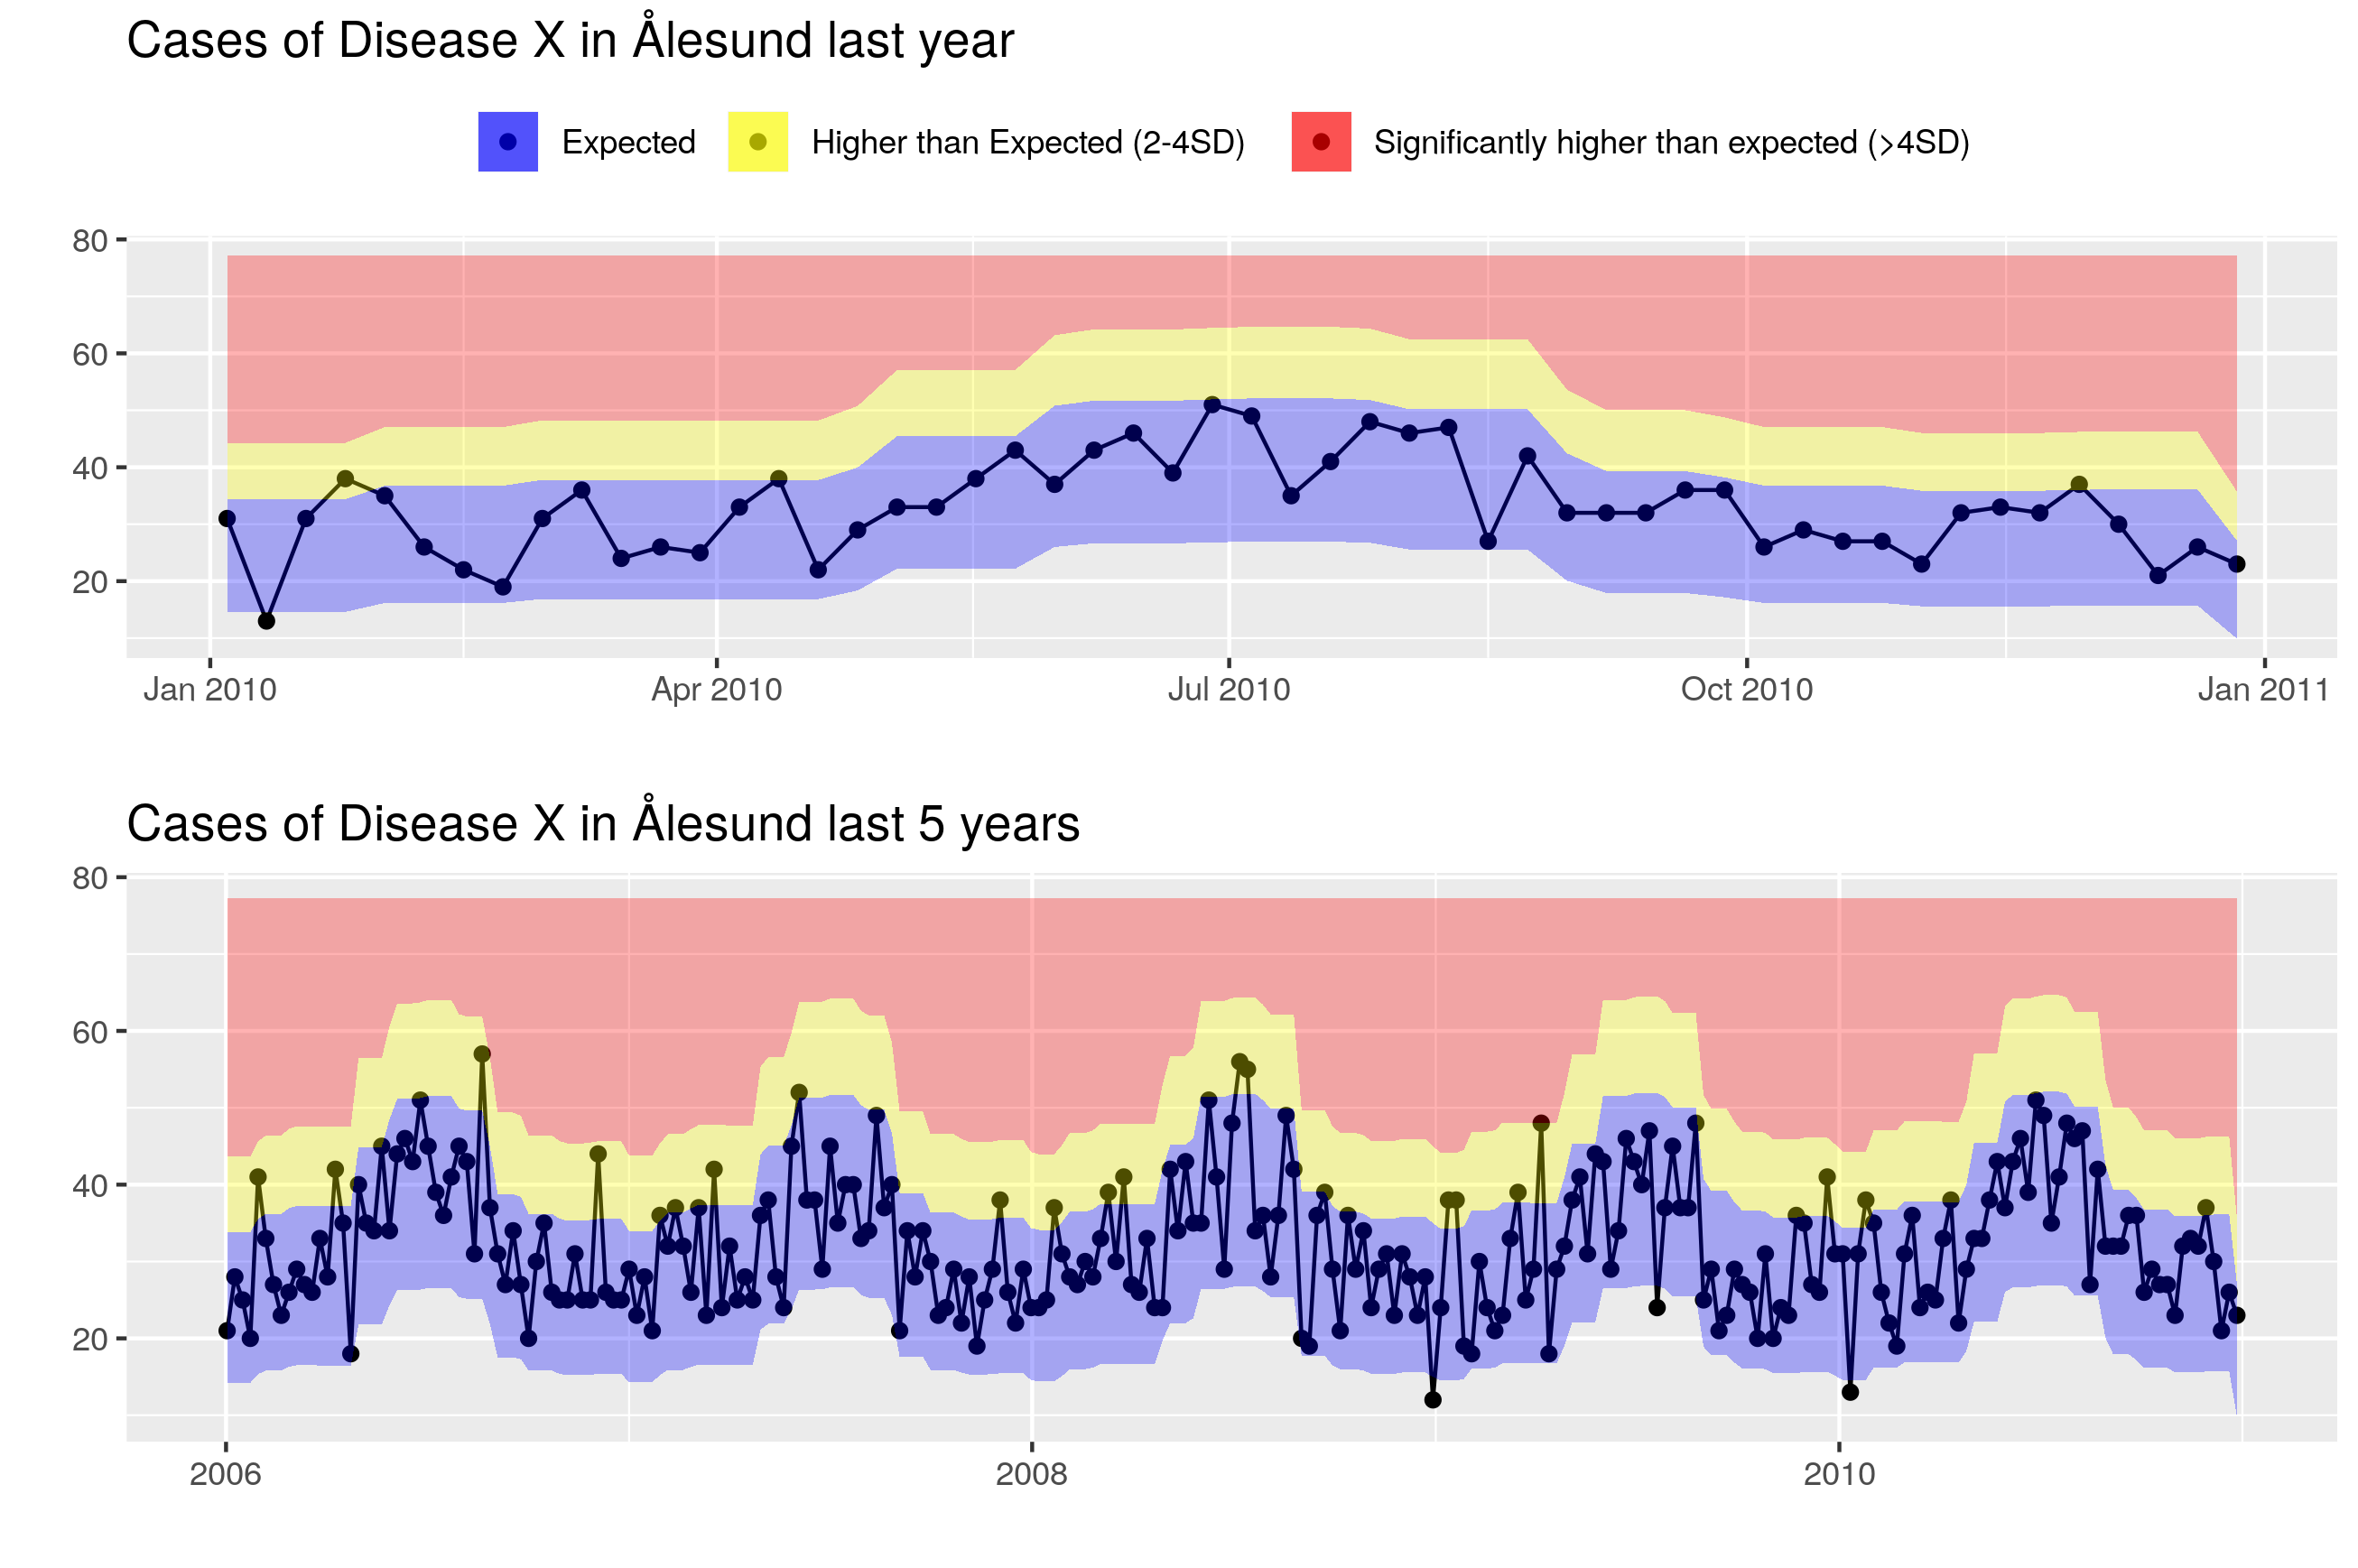 Cases of Disease X in Ålesund last year
Expected Higher than Expected (2-4SD) Significantly higher than expected (>4SD)
80
60
40
20
Jan 2010 Apr 2010 Jul 2010 Oct 2010 Jan 2011
Cases of Disease X in Ålesund last 5 years
80
60
40
20
2006 2008 2010